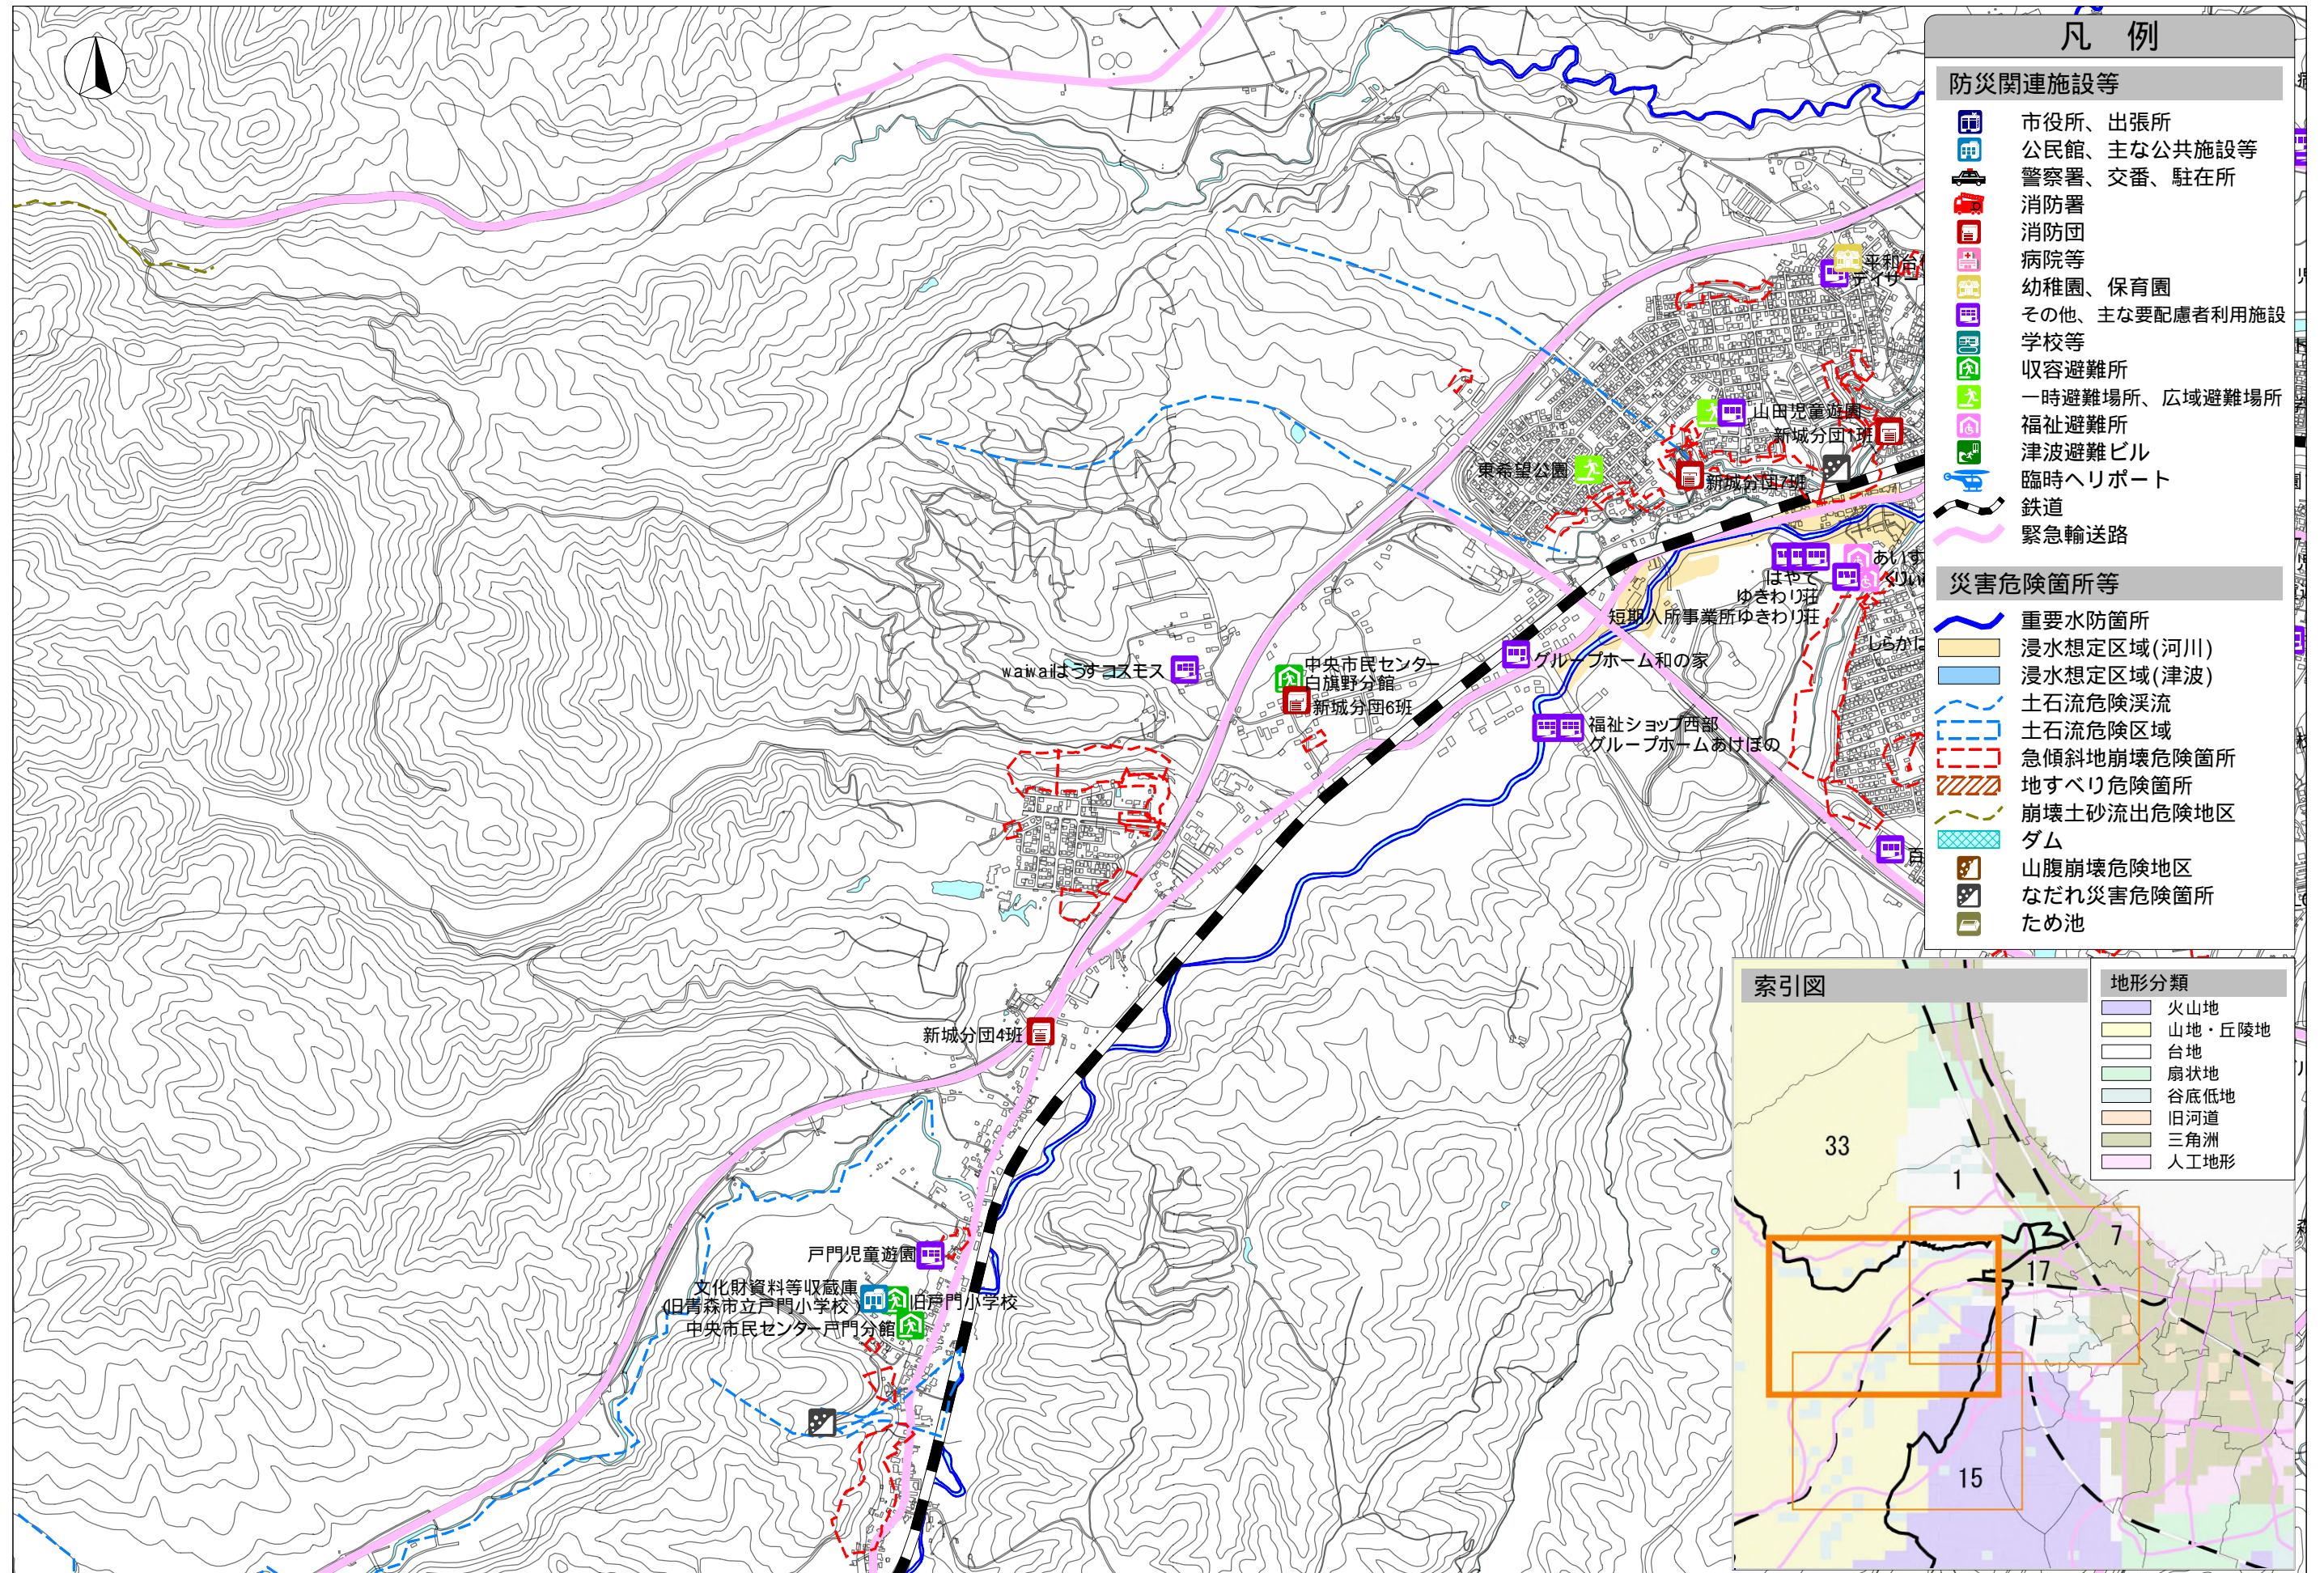 凡 例
防災関連施設等
市役所、出張所
公民館、主な公共施設等
警察署、交番、駐在所
消防署
消防団
病院等
幼稚園、保育園
その他、主な要配慮者利用施設
学校等
収容避難所
一時避難場所、広域避難場所
福祉避難所
津波避難ビル
臨時ヘリポート
鉄道
緊急輸送路
災害危険箇所等
重要水防箇所
浸水想定区域(河川)
浸水想定区域(津波)
土石流危険渓流
土石流危険区域
急傾斜地崩壊危険箇所
地すべり危険箇所
崩壊土砂流出危険地区
ダム
山腹崩壊危険地区
なだれ災害危険箇所
ため池
平和台
デイサー
山田児童遊園
新城分団1班
東希望公園
新城分団7班
あいす
はやて
ゆきわり荘
短期入所事業所ゆきわり荘
しらかば
グループホーム和の家
wawaiはうすコスモス
中央市民センター
白旗野分館
新城分団6班
福祉ショップ西部
グループホームあけぼの
百
新城分団4班
戸門児童遊園
文化財資料等収蔵庫
(旧青森市立戸門小学校)
旧戸門小学校
中央市民センター戸門分館
索引図
地形分類
火山地
山地・丘陵地
台地
扇状地
谷底低地
旧河道
三角洲
人工地形
33
1
7
17
15